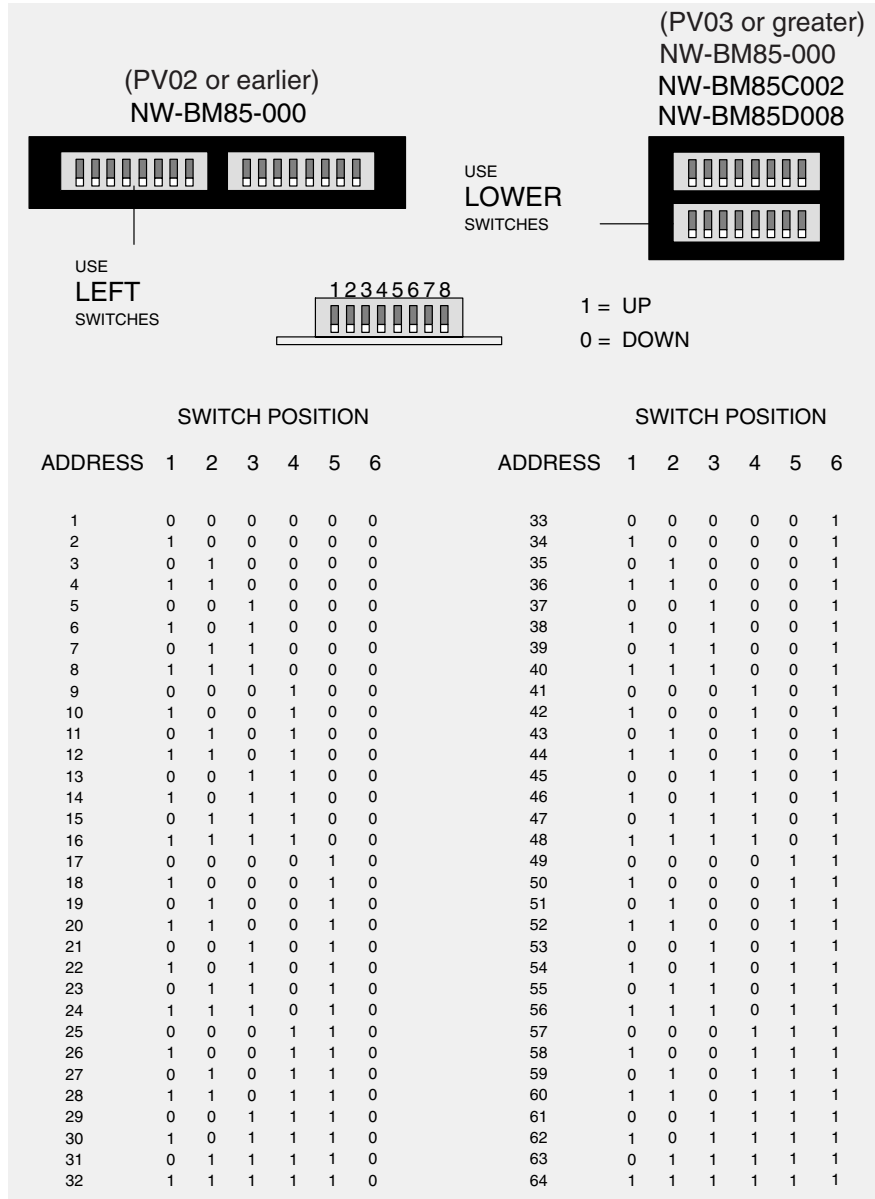 (PV02 or earlier)
NW-BM85-000
(PV03 or greater)
NW-BM85-000
NW-BM85C002
NW-BM85D008
USE
LEFT
SWITCHES
USE
LOWER
SWITCHES
1 2 3 4 5 6 7 8
1 = UP
0 = DOWN
SWITCH POSITION
ADDRESS 1 2 3 4 5 6
1 0 0 0 0 0 0
2 1 0 0 0 0 0
3 0 1 0 0 0 0
4 1 1 0 0 0 0
5 0 0 1 0 0 0
6 1 0 1 0 0 0
7 0 1 1 0 0 0
8 1 1 1 0 0 0
9 0 0 0 1 0 0
10 1 0 0 1 0 0
11 0 1 0 1 0 0
12 1 1 0 1 0 0
13 0 0 1 1 0 0
14 1 0 1 1 0 0
15 0 1 1 1 0 0
16 1 1 1 1 0 0
17 0 0 0 0 1 0
18 1 0 0 0 1 0
19 0 1 0 0 1 0
20 1 1 0 0 1 0
21 0 0 1 0 1 0
22 1 0 1 0 1 0
23 0 1 1 0 1 0
24 1 1 1 0 1 0
25 0 0 0 1 1 0
26 1 0 0 1 1 0
27 0 1 0 1 1 0
28 1 1 0 1 1 0
29 0 0 1 1 1 0
30 1 0 1 1 1 0
31 0 1 1 1 1 0
32 1 1 1 1 1 0
SWITCH POSITION
ADDRESS 1 2 3 4 5 6
33 0 0 0 0 0 1
34 1 0 0 0 0 1
35 0 1 0 0 0 1
36 1 1 0 0 0 1
37 0 0 1 0 0 1
38 1 0 1 0 0 1
39 0 1 1 0 0 1
40 1 1 1 0 0 1
41 0 0 0 1 0 1
42 1 0 0 1 0 1
43 0 1 0 1 0 1
44 1 1 0 1 0 1
45 0 0 1 1 0 1
46 1 0 1 1 0 1
47 0 1 1 1 0 1
48 1 1 1 1 0 1
49 0 0 0 0 1 1
50 1 0 0 0 1 1
51 0 1 0 0 1 1
52 1 1 0 0 1 1
53 0 0 1 0 1 1
54 1 0 1 0 1 1
55 0 1 1 0 1 1
56 1 1 1 0 1 1
57 0 0 0 1 1 1
58 1 0 0 1 1 1
59 0 1 0 1 1 1
60 1 1 0 1 1 1
61 0 0 1 1 1 1
62 1 0 1 1 1 1
63 0 1 1 1 1 1
64 1 1 1 1 1 1